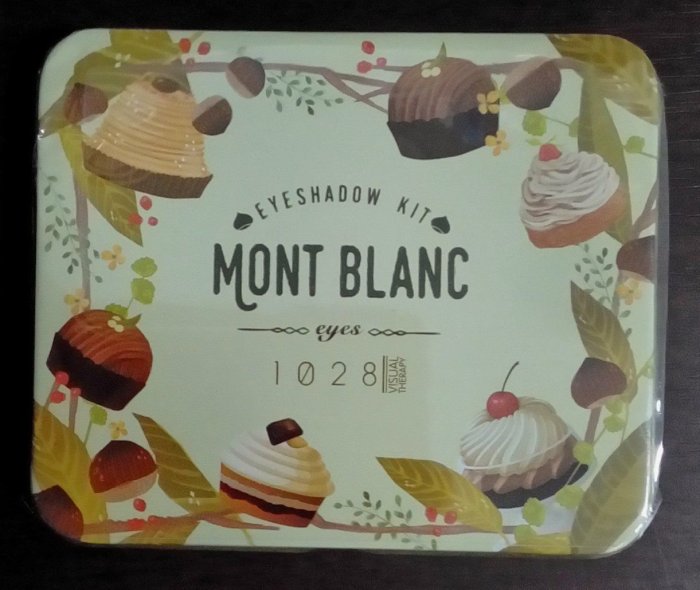 EYESHADOW KIT
MONT BLANC
eyes
1028 VISUAL THERAPY